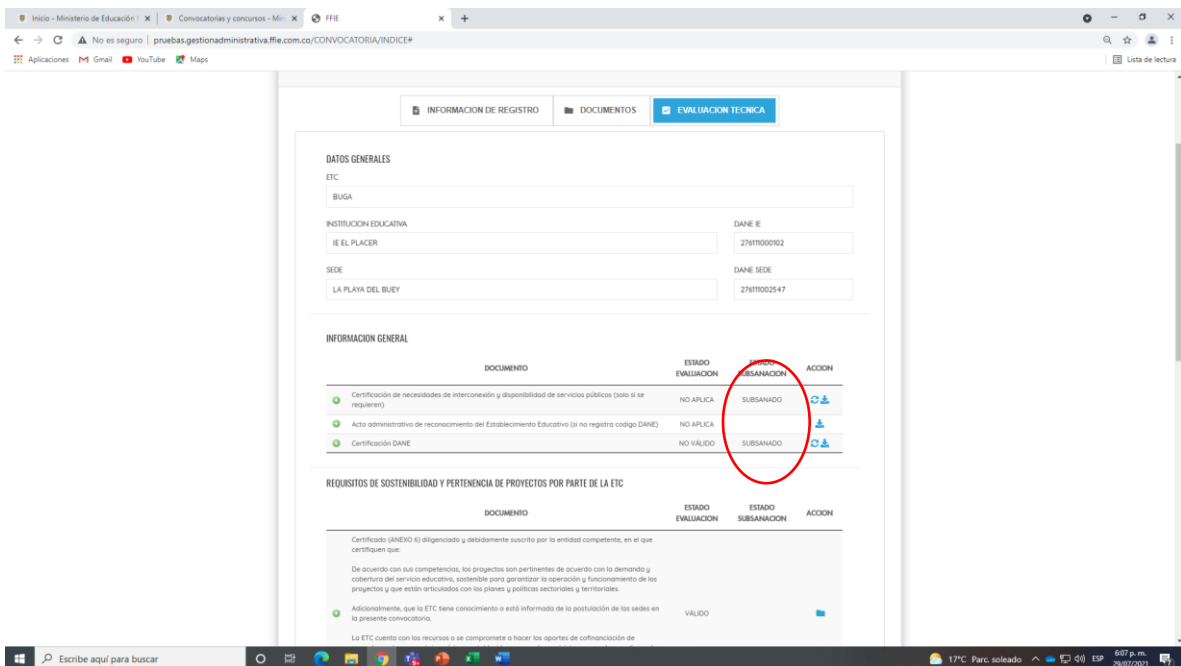 Inicio - Ministerio de Educación
Convocatorias y concursos - Min
FFIE
No es seguro
pruebas.gestionadministrativa.ffie.com.co/CONVOCATORIA/INDICE#
Aplicaciones
Gmail
YouTube
Maps
Lista de lectura
INFORMACION DE REGISTRO
DOCUMENTOS
EVALUACION TECNICA
DATOS GENERALES
ETC
BUGA
INSTITUCION EDUCATIVA
DANE IE
IE EL PLACER
276111000102
SEDE
DANE SEDE
LA PLAYA DEL BUEY
276111002547
INFORMACION GENERAL
DOCUMENTO
ESTADO
EVALUACION
ESTADO
SUBSANACION
ACCION
Certificación de necesidades de interconexión y disponibilidad de servicios públicos (solo si se
requieren)
NO APLICA
SUBSANADO
Acto administrativo de reconocimiento del Establecimiento Educativo (si no registra codigo DANE)
NO APLICA
Certificación DANE
NO VÁLIDO
SUBSANADO
REQUISITOS DE SOSTENIBILIDAD Y PERTENENCIA DE PROYECTOS POR PARTE DE LA ETC
DOCUMENTO
ESTADO
EVALUACION
ESTADO
SUBSANACION
ACCION
Certificado (ANEXO 6) diligenciado y debidamente suscrito por la entidad competente, en el que
certifiquen que:
De acuerdo con sus competencias, los proyectos son pertinentes de acuerdo con la demanda y
cobertura del servicio educativo, sostenible para garantizar la operación y funcionamiento de los
proyectos y que están articulados con los planes y políticas sectoriales y territoriales.
Adicionalmente, que la ETC tiene conocimiento o está informada de la postulación de las sedes en
la presente convocatoria.
VÁLIDO
La ETC cuenta con los recursos o se compromete a hacer los aportes de cofinanciación de
Escribe aquí para buscar
17°C Parc. soleado
ESP
6:07 p. m.
29/07/2021